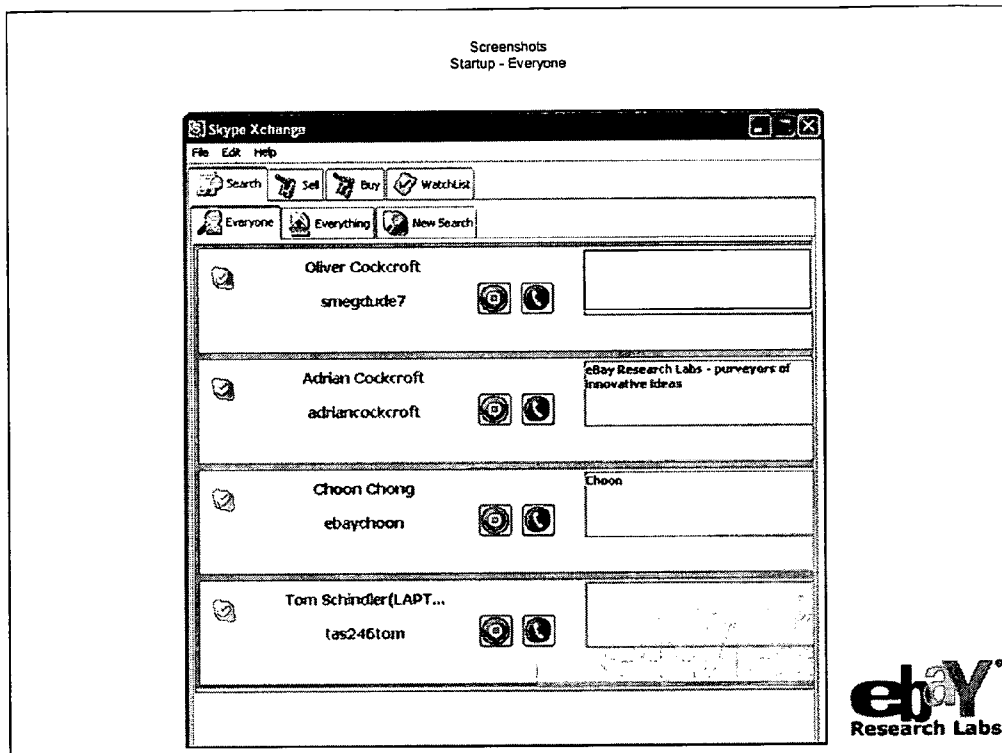 Screenshots
Startup - Everyone
Skype Xchange
File Edit Help
Search Sell Buy WatchList
Everyone Everything New Search
Oliver Cockcroft
smegdude7
Adrian Cockcroft
adriancockcroft
eBay Research Labs - purveyors of
innovative ideas
Choon Chong
ebaychoon
Choon
Tom Schindler(LAPT...
tas246tom
ebaY®
Research Labs